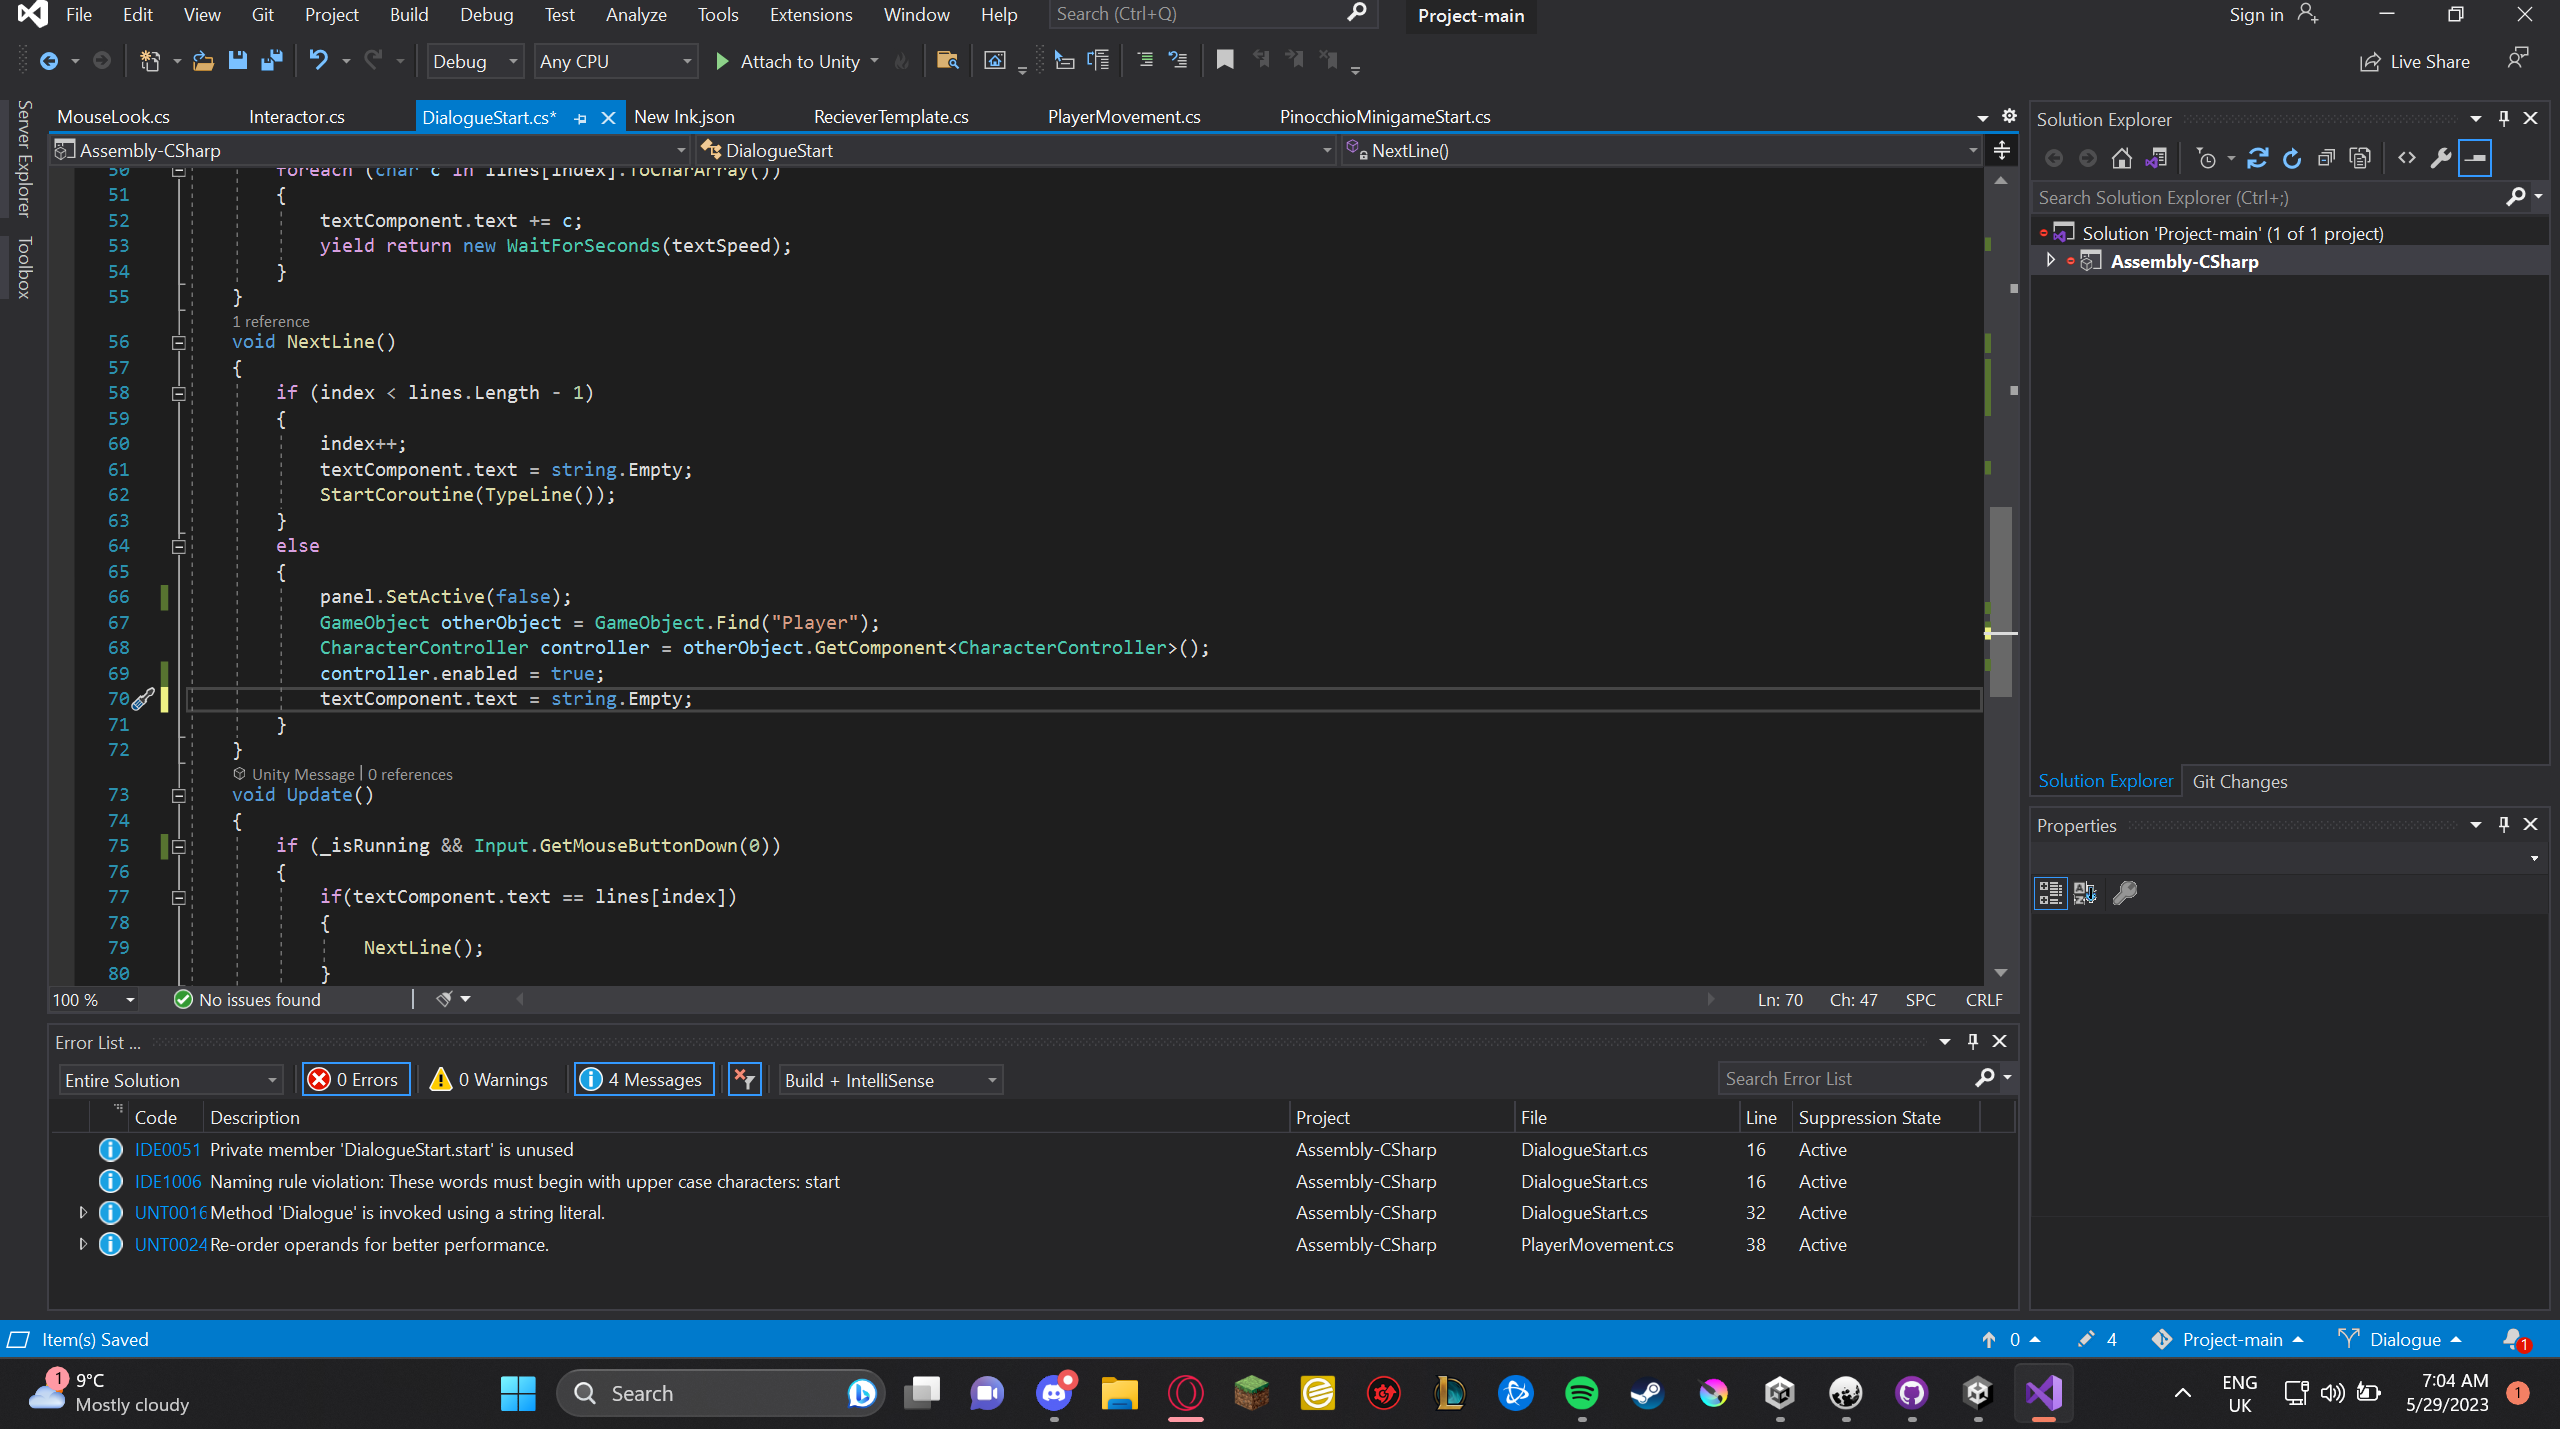 File Edit View Git Project Build Debug Test Analyze Tools Extensions Window Help Search (Ctrl+Q) Project-main Sign in
Debug Any CPU Attach to Unity Live Share
Server Explorer
Toolbox
MouseLook.cs Interactor.cs DialogueStart.cs* New Ink.json RecieverTemplate.cs PlayerMovement.cs PinocchioMinigameStart.cs
Assembly-CSharp DialogueStart NextLine()
50 foreach (char c in lines[index].ToCharArray())
51 {
52 textComponent.text += c;
53 yield return new WaitForSeconds(textSpeed);
54 }
55 }
1 reference
56 void NextLine()
57 {
58 if (index < lines.Length - 1)
59 {
60 index++;
61 textComponent.text = string.Empty;
62 StartCoroutine(TypeLine());
63 }
64 else
65 {
66 panel.SetActive(false);
67 GameObject otherObject = GameObject.Find("Player");
68 CharacterController controller = otherObject.GetComponent<CharacterController>();
69 controller.enabled = true;
70 textComponent.text = string.Empty;
71 }
72 }
Unity Message | 0 references
73 void Update()
74 {
75 if (_isRunning && Input.GetMouseButtonDown(0))
76 {
77 if(textComponent.text == lines[index])
78 {
79 NextLine();
80 }
100 % No issues found Ln: 70 Ch: 47 SPC CRLF
Solution Explorer
Search Solution Explorer (Ctrl+;)
Solution 'Project-main' (1 of 1 project)
Assembly-CSharp
Solution Explorer Git Changes
Properties
Error List ...
Entire Solution 0 Errors 0 Warnings 4 Messages Build + IntelliSense Search Error List
Code Description Project File Line Suppression State
IDE0051 Private member 'DialogueStart.start' is unused Assembly-CSharp DialogueStart.cs 16 Active
IDE1006 Naming rule violation: These words must begin with upper case characters: start Assembly-CSharp DialogueStart.cs 16 Active
UNT0016 Method 'Dialogue' is invoked using a string literal. Assembly-CSharp DialogueStart.cs 32 Active
UNT0024 Re-order operands for better performance. Assembly-CSharp PlayerMovement.cs 38 Active
Item(s) Saved 0 4 Project-main Dialogue 1
1 9°C
Mostly cloudy
Search
ENG
UK
7:04 AM
5/29/2023
1